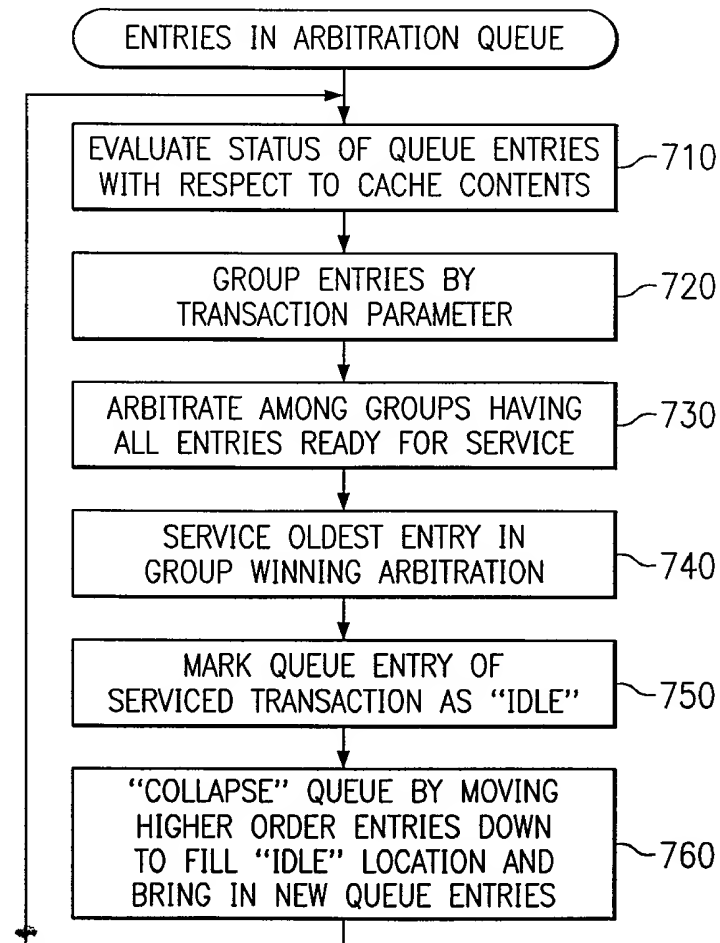 ENTRIES IN ARBITRATION QUEUE
EVALUATE STATUS OF QUEUE ENTRIES
WITH RESPECT TO CACHE CONTENTS
710
GROUP ENTRIES BY
TRANSACTION PARAMETER
720
ARBITRATE AMONG GROUPS HAVING
ALL ENTRIES READY FOR SERVICE
730
SERVICE OLDEST ENTRY IN
GROUP WINNING ARBITRATION
740
MARK QUEUE ENTRY OF
SERVICED TRANSACTION AS “IDLE”
750
“COLLAPSE” QUEUE BY MOVING
HIGHER ORDER ENTRIES DOWN
TO FILL “IDLE” LOCATION AND
BRING IN NEW QUEUE ENTRIES
760